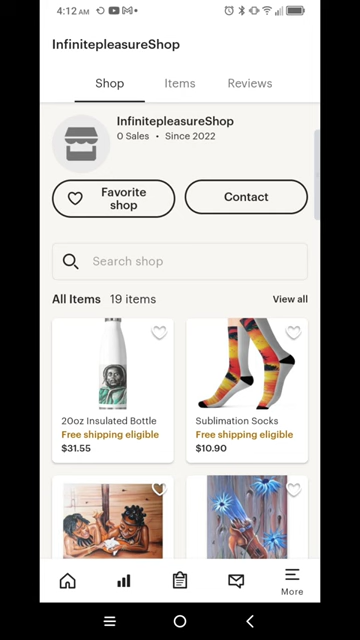 4:12 AM
InfinitepleasureShop
Shop Items Reviews
InfinitepleasureShop
0 Sales • Since 2022
Favorite
shop
Contact
Search shop
All Items 19 items View all
20oz Insulated Bottle
Free shipping eligible
$31.55
Sublimation Socks
Free shipping eligible
$10.90
More